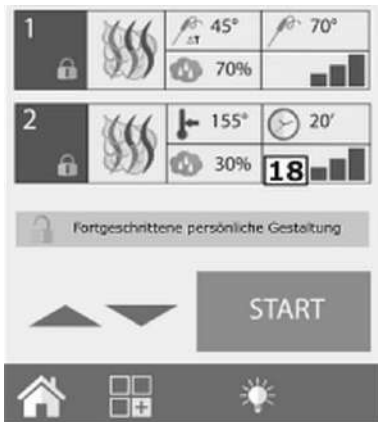 1 45° 70°
ΔT
70%
2 155° 20'
30% 18
Fortgeschrittene persönliche Gestaltung
START